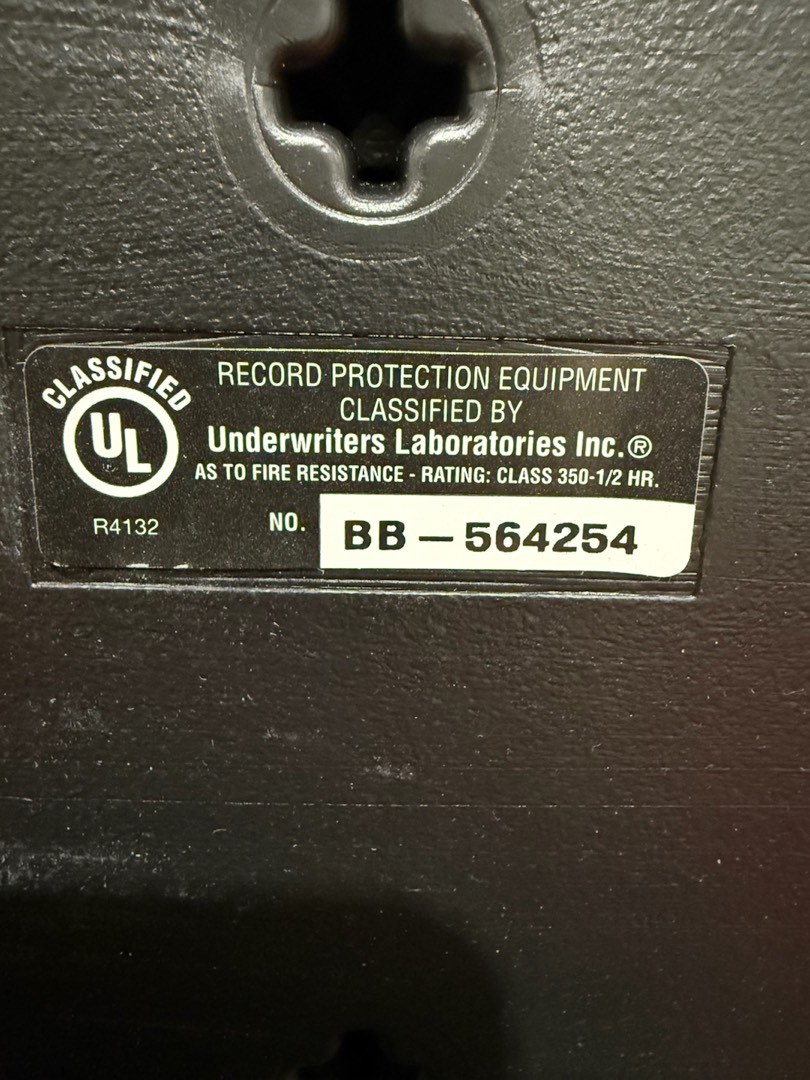 CLASSIFIED
UL
RECORD PROTECTION EQUIPMENT
CLASSIFIED BY
Underwriters Laboratories Inc.®
AS TO FIRE RESISTANCE - RATING: CLASS 350-1/2 HR.
R4132
NO. BB – 564254